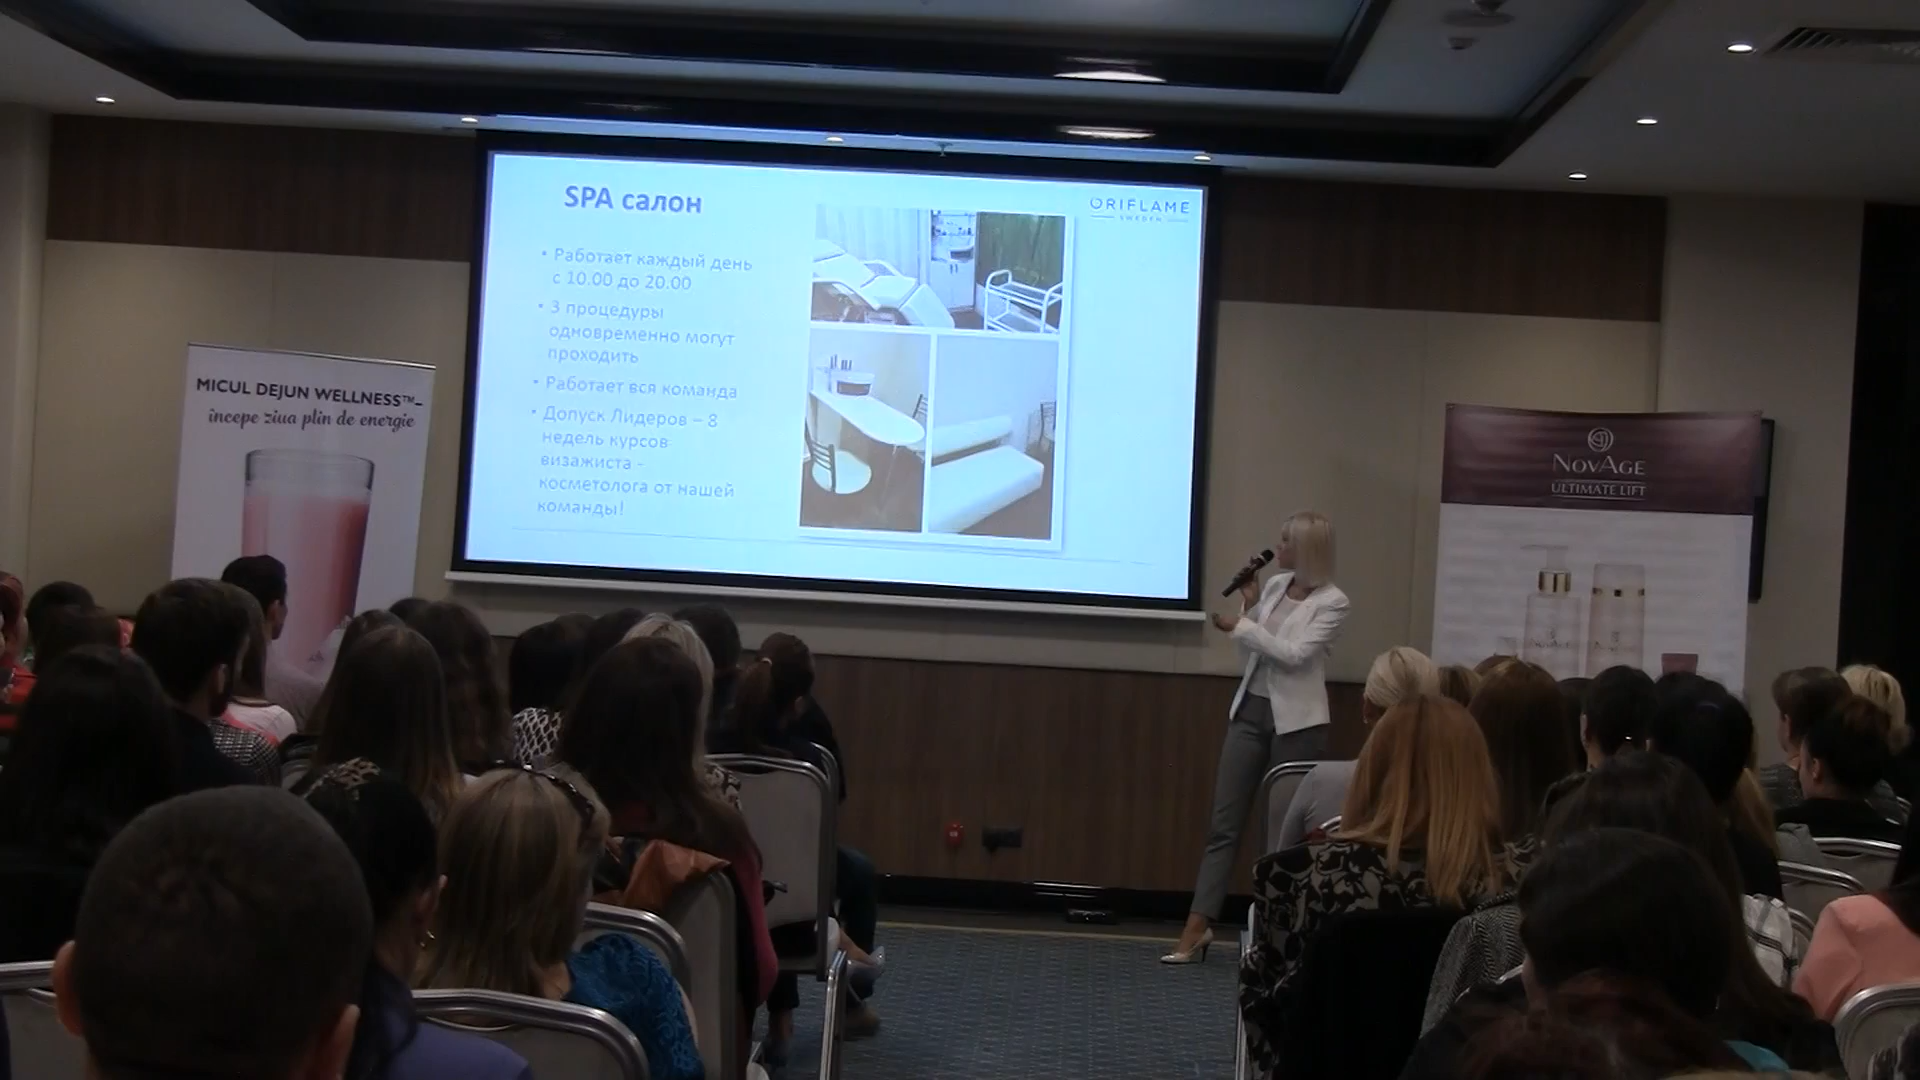 SPA салон
ORIFLAME
SWEDEN
• Работает каждый день
с 10.00 до 20.00
• 3 процедуры
одновременно могут
проходить
• Работает вся команда
• Допуск Лидеров – 8
недель курсов
визажиста -
косметолога от нашей
команды!
MICUL DEJUN WELLNESS™–
începe ziua plin de energie
NOVAGE
ULTIMATE LIFT